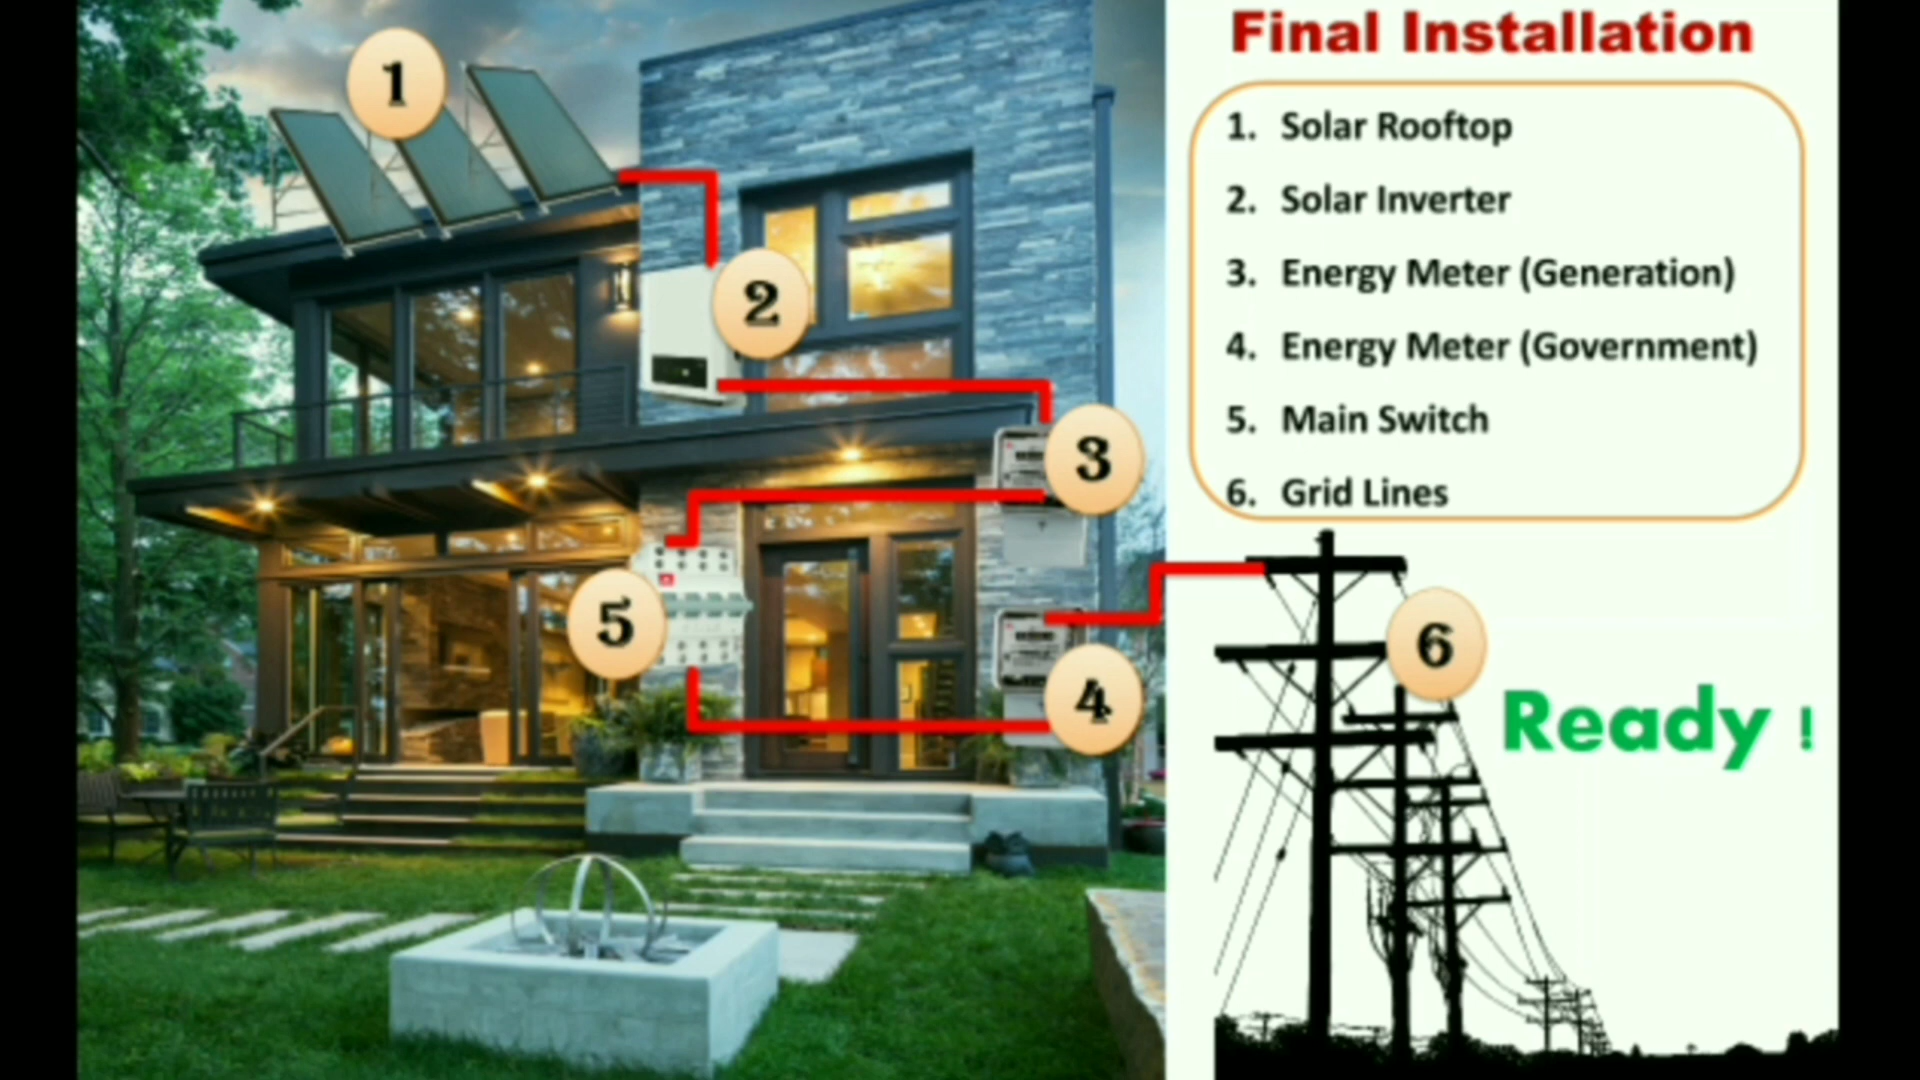 Final Installation
1. Solar Rooftop
2. Solar Inverter
3. Energy Meter (Generation)
4. Energy Meter (Government)
5. Main Switch
6. Grid Lines
1
2
3
5
4
6
Ready !